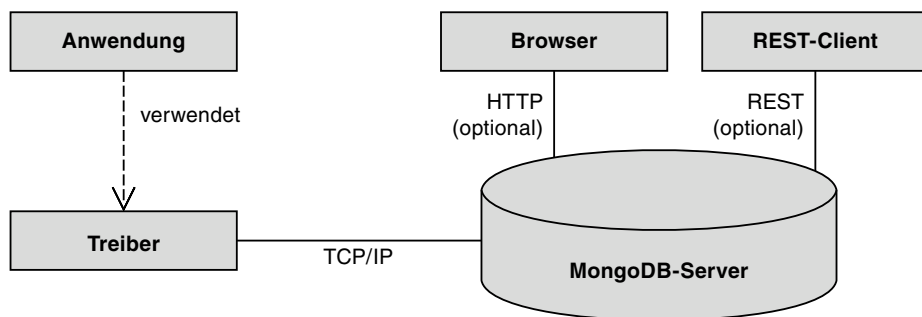 Anwendung
Browser
REST-Client
verwendet
HTTP
(optional)
REST
(optional)
Treiber
TCP/IP
MongoDB-Server